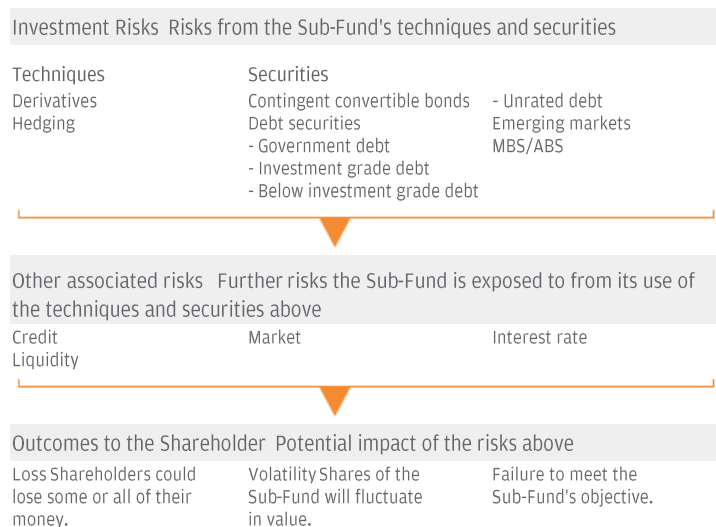 Investment Risks Risks from the Sub-Fund's techniques and securities
Techniques
Derivatives
Hedging
Securities
Contingent convertible bonds
Debt securities
- Government debt
- Investment grade debt
- Below investment grade debt
- Unrated debt
Emerging markets
MBS/ABS
Other associated risks Further risks the Sub-Fund is exposed to from its use of
the techniques and securities above
Credit
Liquidity
Market
Interest rate
Outcomes to the Shareholder Potential impact of the risks above
Loss Shareholders could
lose some or all of their
money.
Volatility Shares of the
Sub-Fund will fluctuate
in value.
Failure to meet the
Sub-Fund's objective.